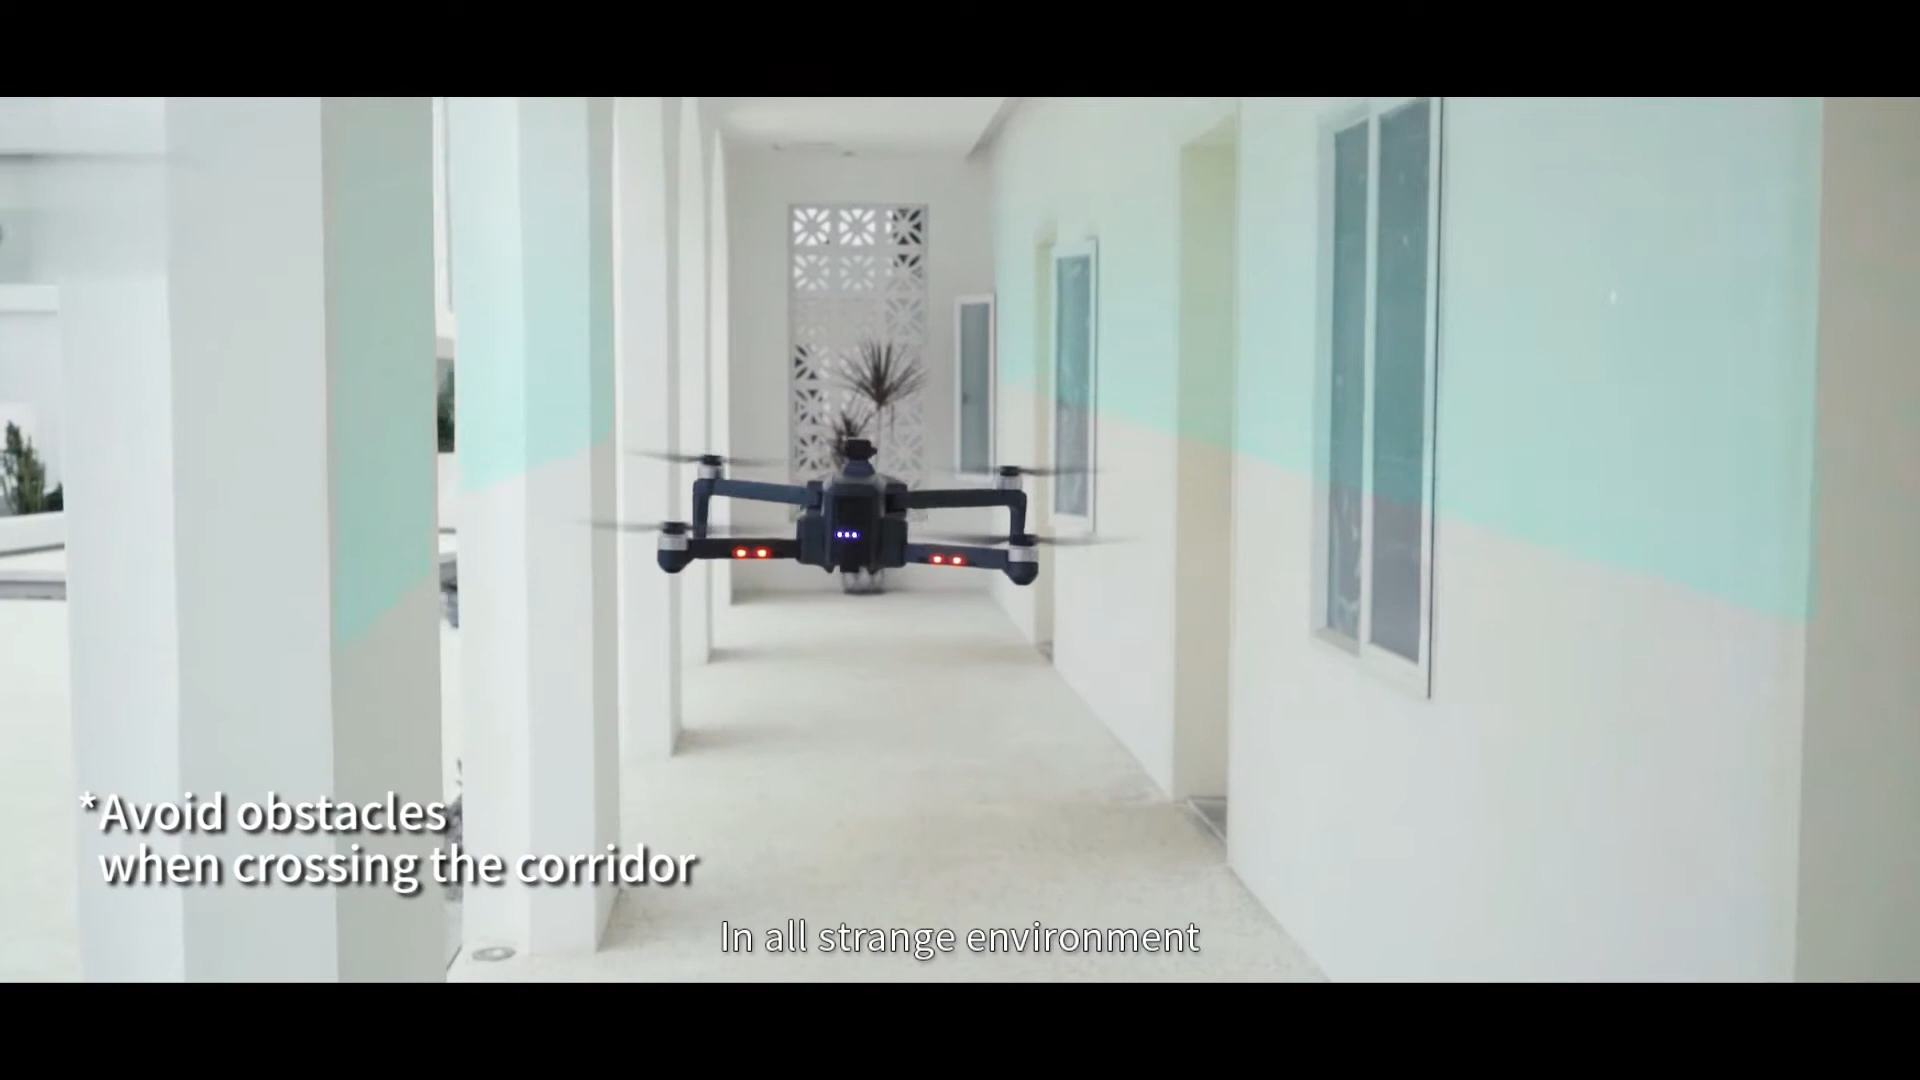 *Avoid obstacles
when crossing the corridor
In all strange environment